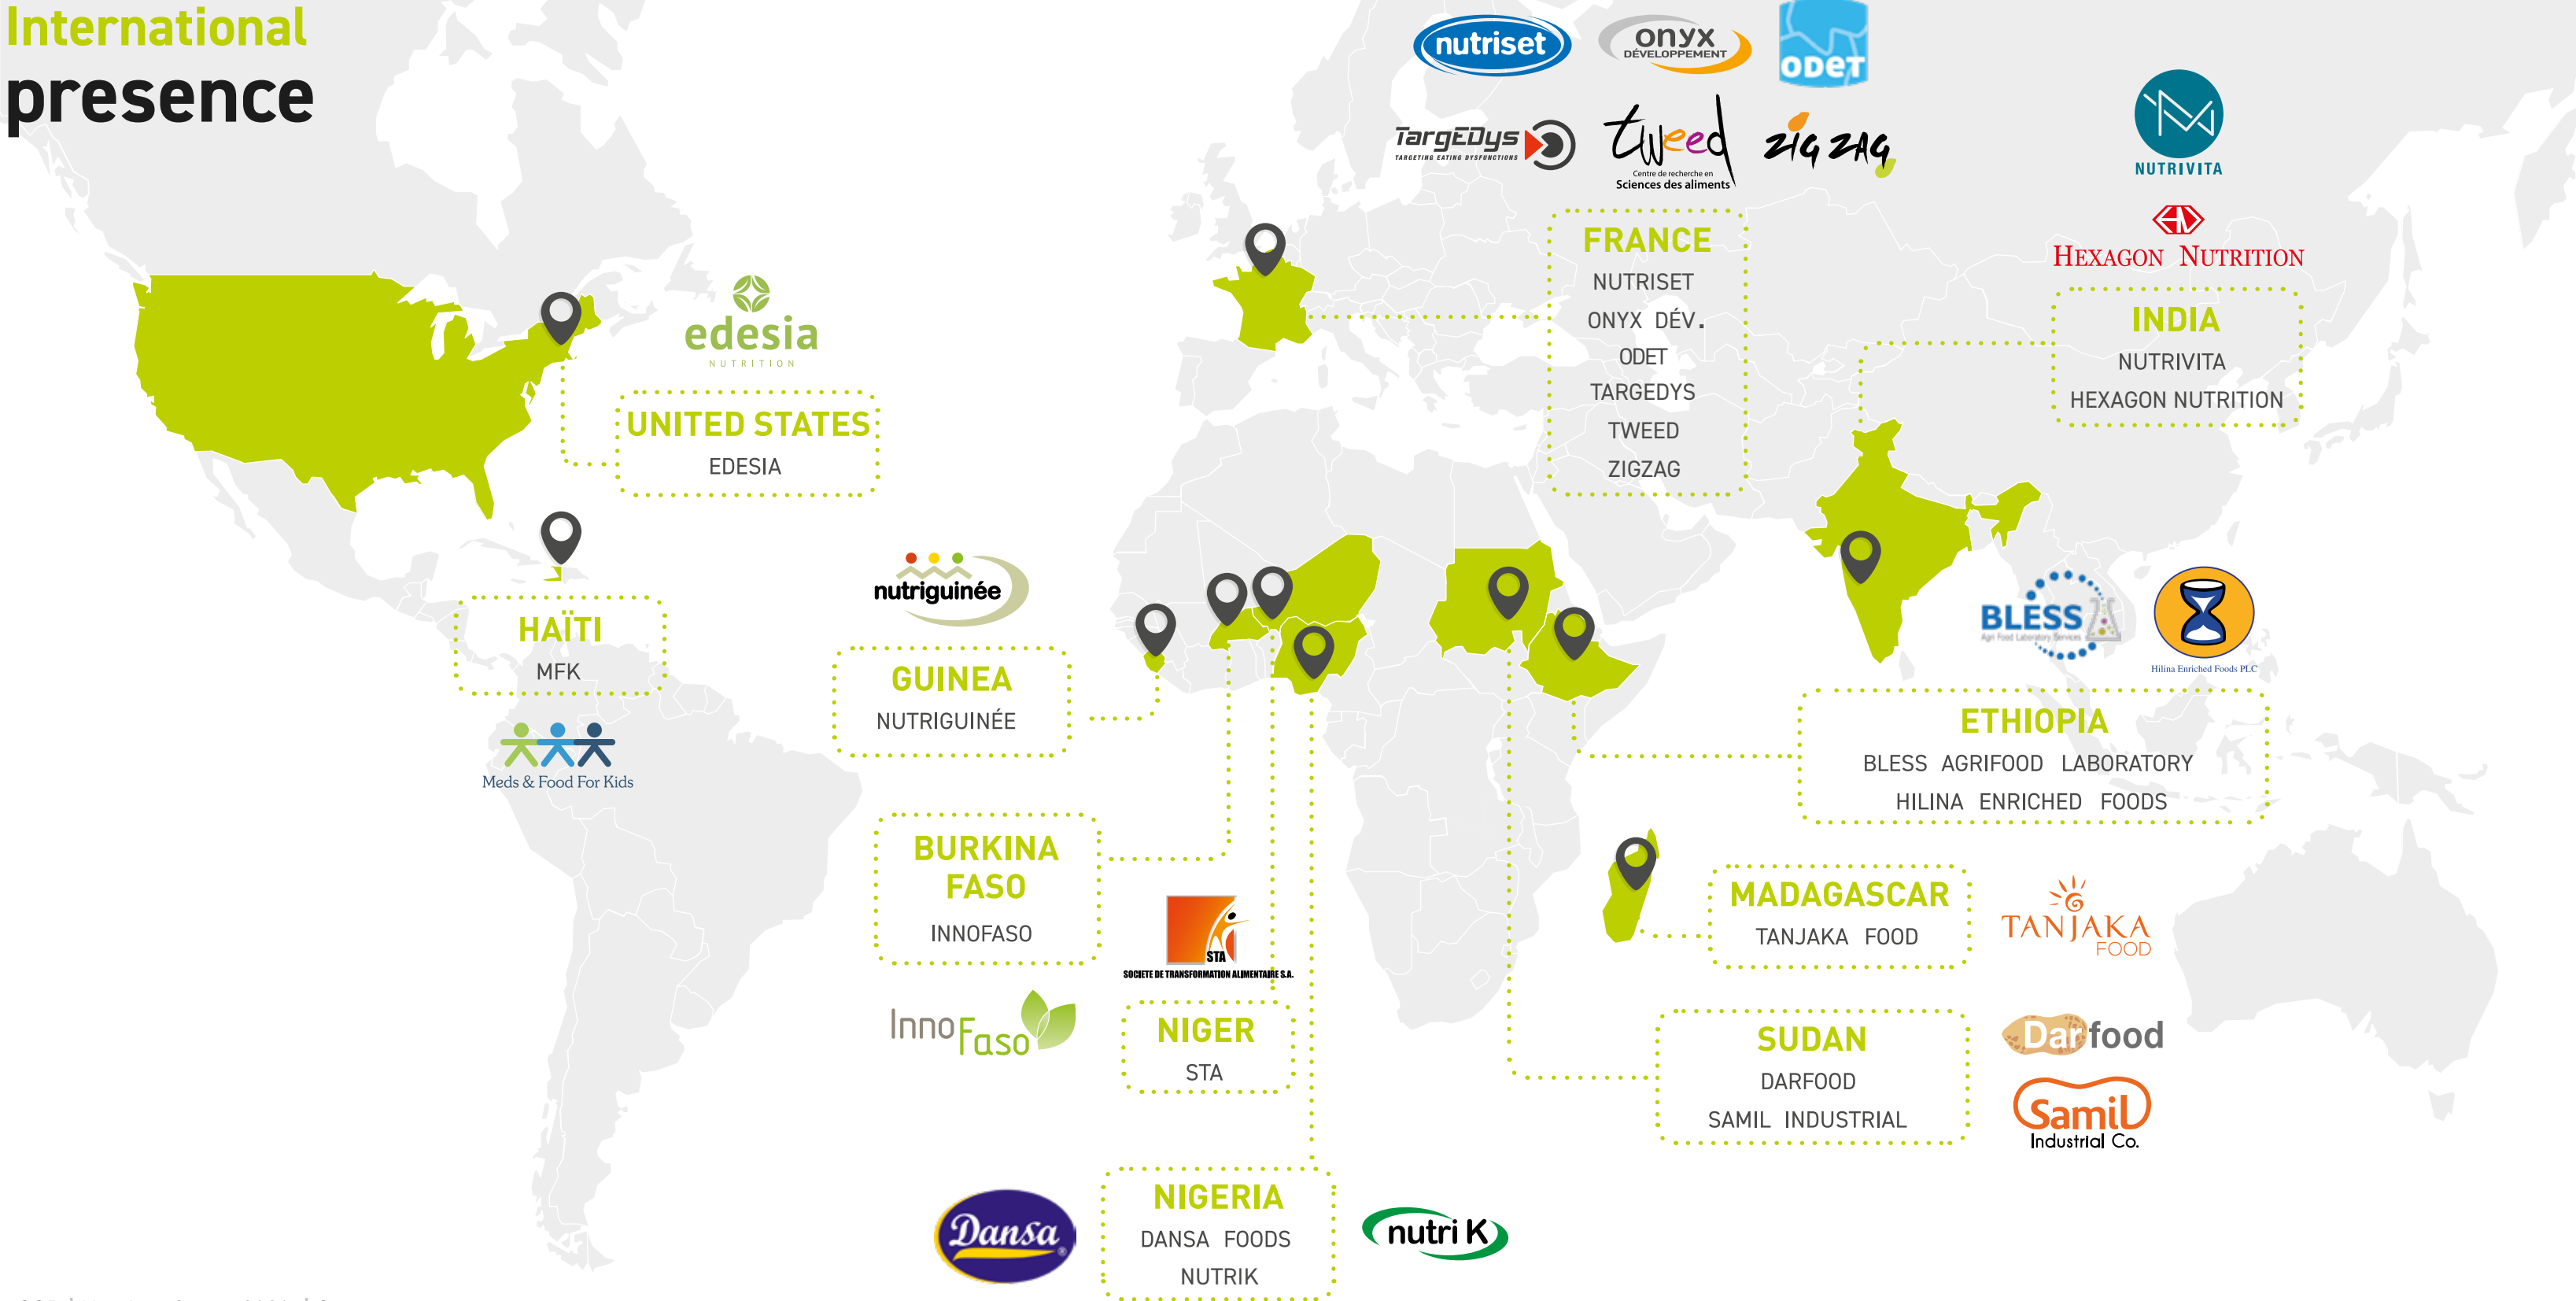 International
presence
nutriset
onyx
DÉVELOPPEMENT
ODET
TargEDys
TARGETING EATING DYSFUNCTIONS
tweed
Centre de recherche en
Sciences des aliments
ZIG ZAG
NUTRIVITA
HEXAGON NUTRITION
FRANCE
NUTRISET
ONYX DÉV.
ODET
TARGEDYS
TWEED
ZIGZAG
INDIA
NUTRIVITA
HEXAGON NUTRITION
edesia
NUTRITION
UNITED STATES
EDESIA
HAÏTI
MFK
Meds & Food For Kids
nutriguinée
GUINEA
NUTRIGUINÉE
BLESS
Agri Food Laboratory Services
Hilina Enriched Foods PLC
ETHIOPIA
BLESS AGRIFOOD LABORATORY
HILINA ENRICHED FOODS
BURKINA
FASO
INNOFASO
InnoFaso
STA
SOCIETE DE TRANSFORMATION ALIMENTAIRE S.A.
NIGER
STA
MADAGASCAR
TANJAKA FOOD
TANJAKA
FOOD
SUDAN
DARFOOD
SAMIL INDUSTRIAL
Darfood
Samil
Industrial Co.
Dansa
®
NIGERIA
DANSA FOODS
NUTRIK
nutri K